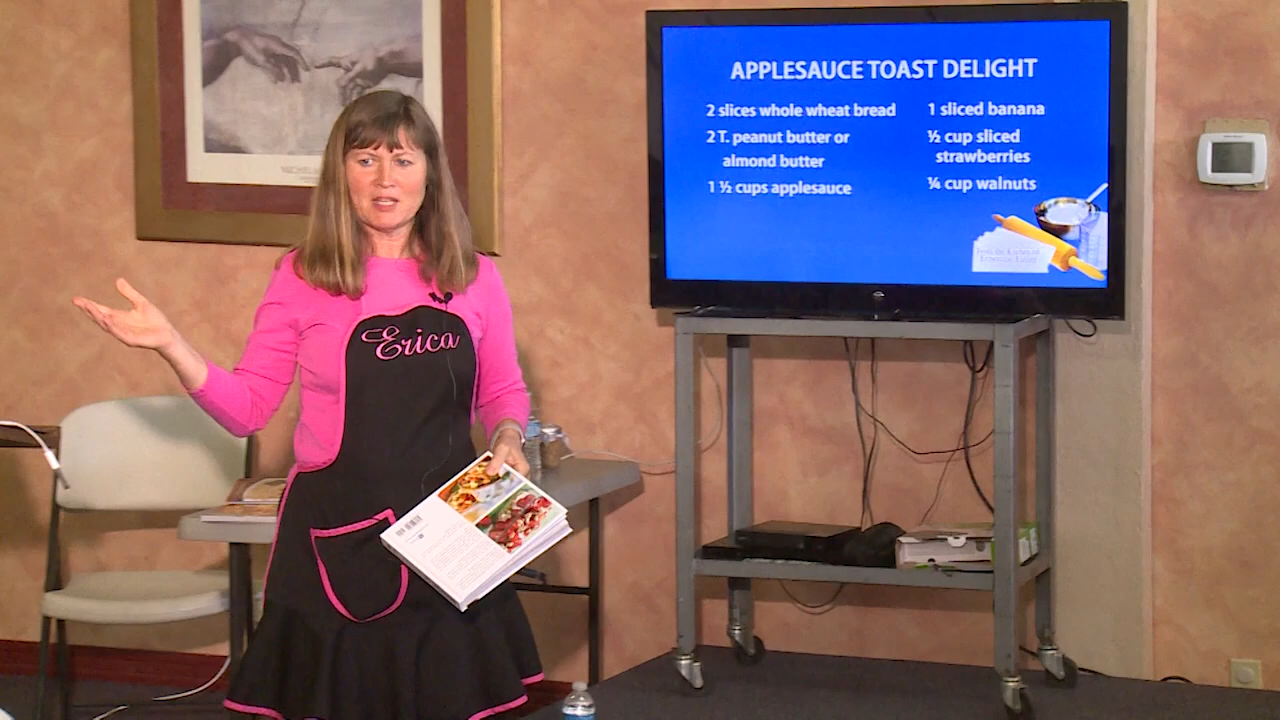 MICHEL
Erica
APPLESAUCE TOAST DELIGHT
2 slices whole wheat bread
2 T. peanut butter or
almond butter
1 ½ cups applesauce
1 sliced banana
½ cup sliced
strawberries
¼ cup walnuts